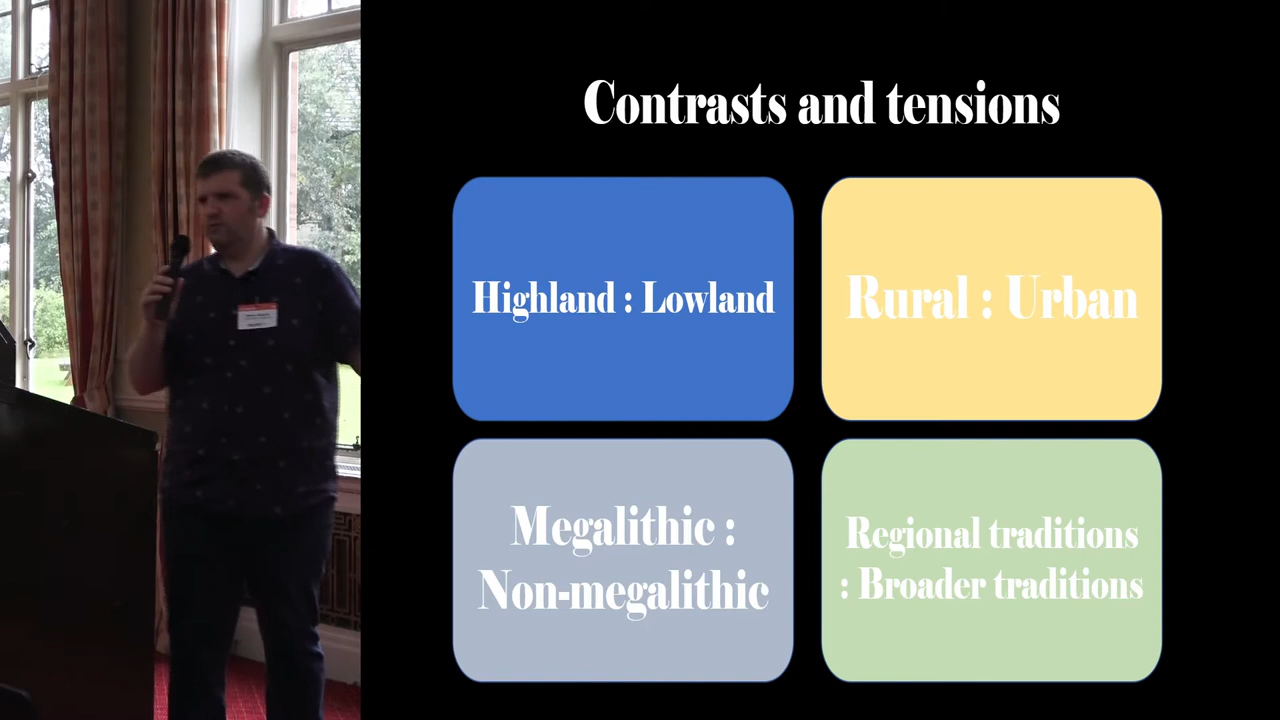 Contrasts and tensions
Highland : Lowland
Rural : Urban
Megalithic :
Non-megalithic
Regional traditions
: Broader traditions